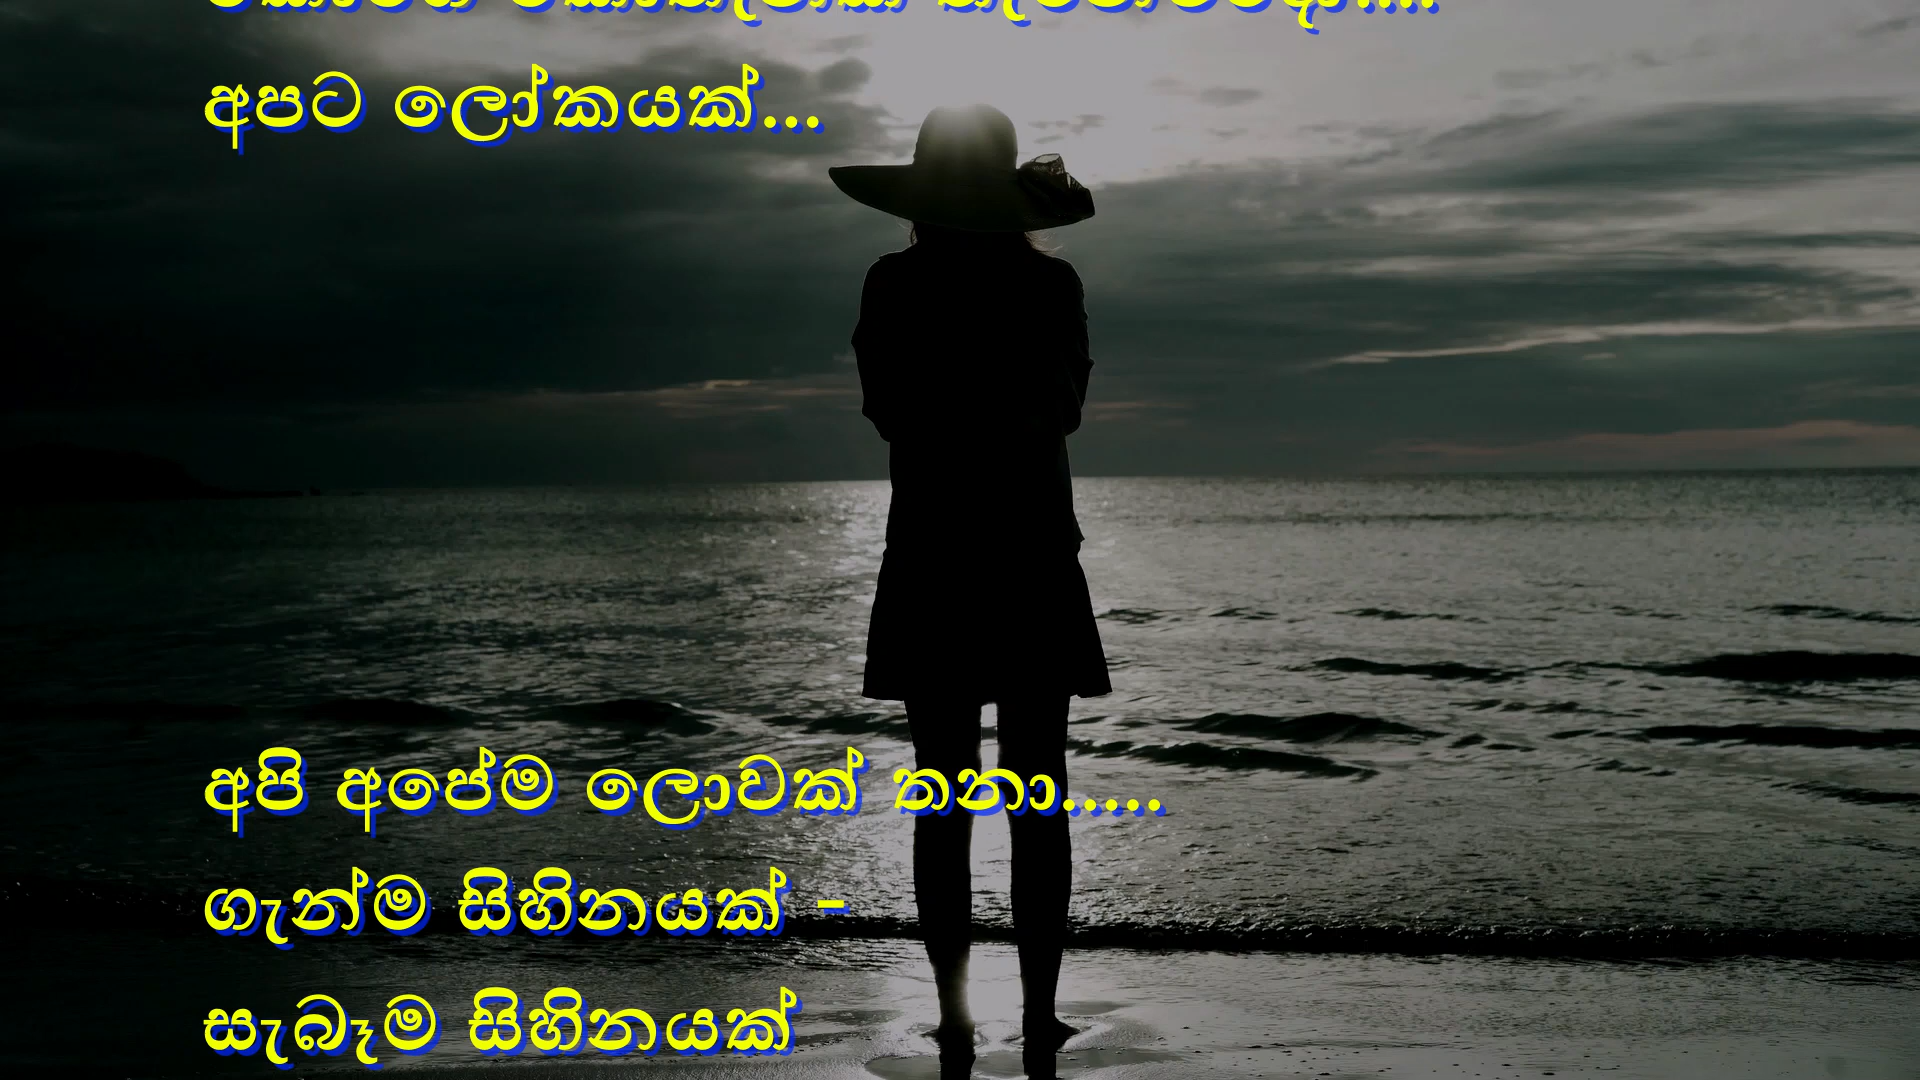 අපට ලෝකයක්...
අපි අපේම ලොවක් තනා.....
ගැන්ම සිහිනයක් -
සැබෑම සිහිනයක්